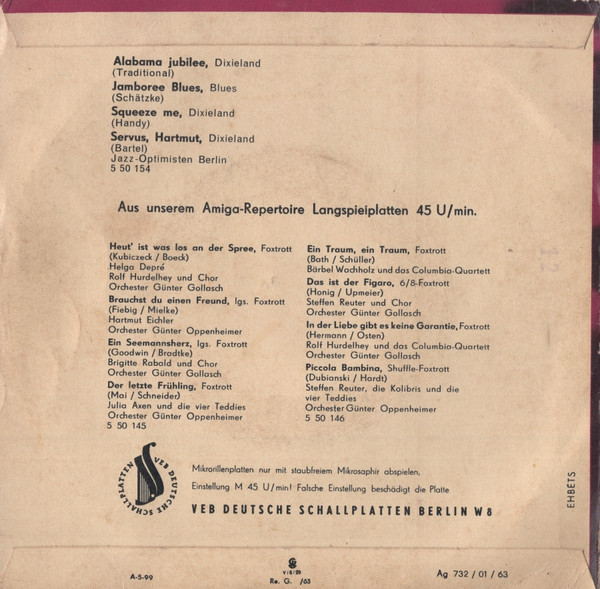 Alabama jubilee, Dixieland
(Traditional)
Jamboree Blues, Blues
(Schätzke)
Squeeze me, Dixieland
(Handy)
Servus, Hartmut, Dixieland
(Bartel)
Jazz-Optimisten Berlin
5 50 154
Aus unserem Amiga-Repertoire Langspielplatten 45 U/min.
Heut' ist was los an der Spree, Foxtrott
(Kubiczeck / Boeck)
Helga Depré
Rolf Hurdelhey und Chor
Orchester Günter Gollasch
Brauchst du einen Freund, lgs. Foxtrott
(Fiebig / Mielke)
Hartmut Eichler
Orchester Günter Oppenheimer
Ein Seemannsherz, lgs. Foxtrott
(Goodwin / Bradtke)
Brigitte Rabald und Chor
Orchester Günter Gollasch
Der letzte Frühling, Foxtrott
(Mai / Schneider)
Julia Axen und die vier Teddies
Orchester Günter Oppenheimer
5 50 145
Ein Traum, ein Traum, Foxtrott
(Bath / Schüller)
Bärbel Wachholz und das Columbia-Quartett
Das ist der Figaro, 6/8-Foxtrott
(Honig / Upmeier)
Steffen Reuter und Chor
Orchester Günter Gollasch
In der Liebe gibt es keine Garantie, Foxtrott
(Hermann / Osten)
Rolf Hurdelhey und das Columbia-Quartett
Orchester Günter Gollasch
Piccola Bambina, Shuffle-Foxtrott
(Dubianski / Hardt)
Steffen Reuter, die Kolibris und die
vier Teddies
Orchester Günter Oppenheimer
5 50 146
VEB DEUTSCHE SCHALLPLATTEN
Mikrorillenplatten nur mit staubfreiem Mikrosaphir abspielen,
Einstellung M 45 U/min! Falsche Einstellung beschädigt die Platte
VEB DEUTSCHE SCHALLPLATTEN BERLIN W8
EHBETS
A-5-99
Re. G. /63
Ag 732 / 01 / 63